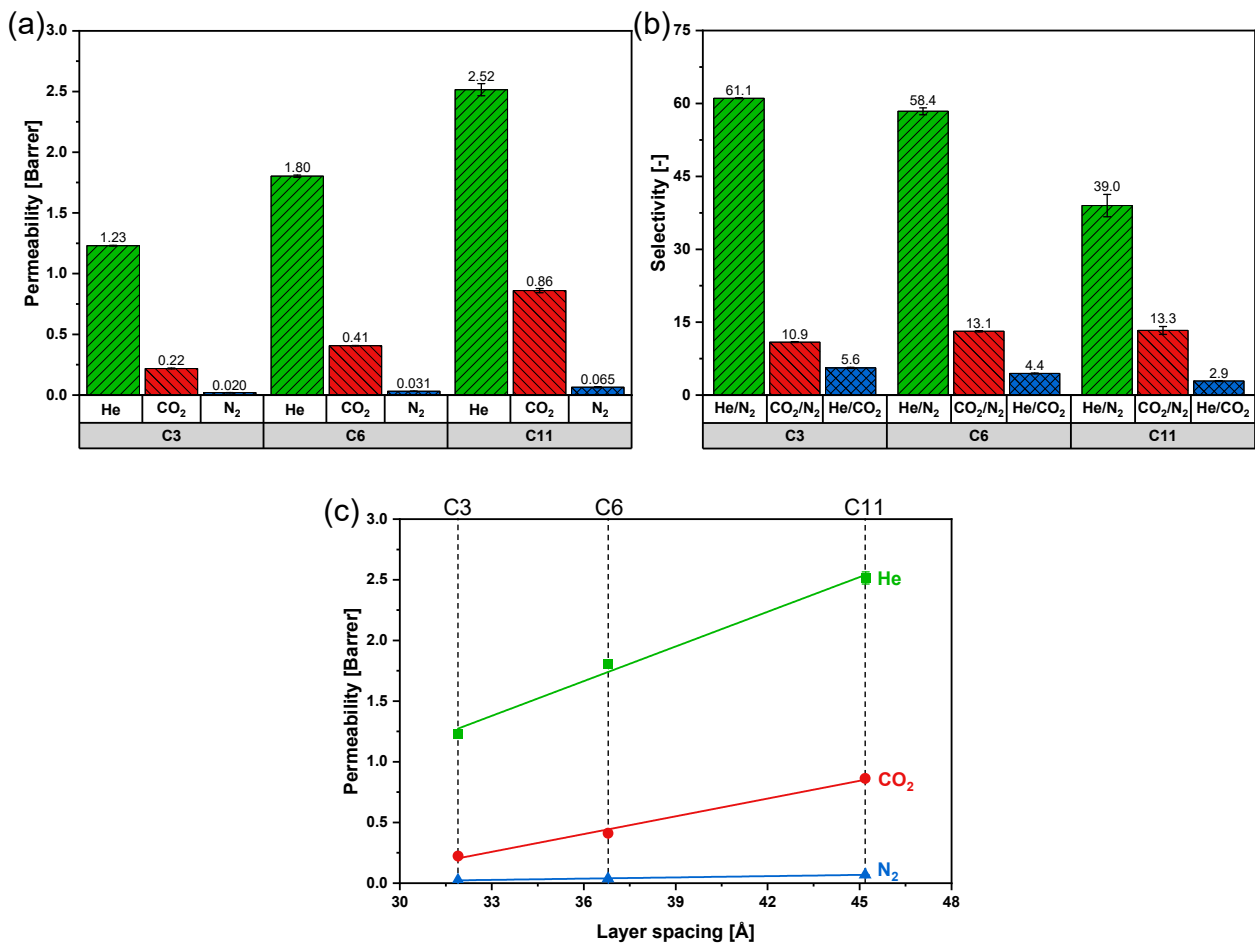 (a)
3.0
2.5
2.0
1.5
1.0
0.5
0.0
Permeability [Barrer]
1.23
0.22
0.020
1.80
0.41
0.031
2.52
0.86
0.065
He CO₂ N₂ He CO₂ N₂ He CO₂ N₂
C3 C6 C11
(b)
75
60
45
30
15
0
Selectivity [-]
61.1
10.9
5.6
58.4
13.1
4.4
39.0
13.3
2.9
He/N₂ CO₂/N₂ He/CO₂ He/N₂ CO₂/N₂ He/CO₂ He/N₂ CO₂/N₂ He/CO₂
C3 C6 C11
(c)
C3 C6 C11
3.0
2.5
2.0
1.5
1.0
0.5
0.0
Permeability [Barrer]
He
CO₂
N₂
30 33 36 39 42 45 48
Layer spacing [Å]